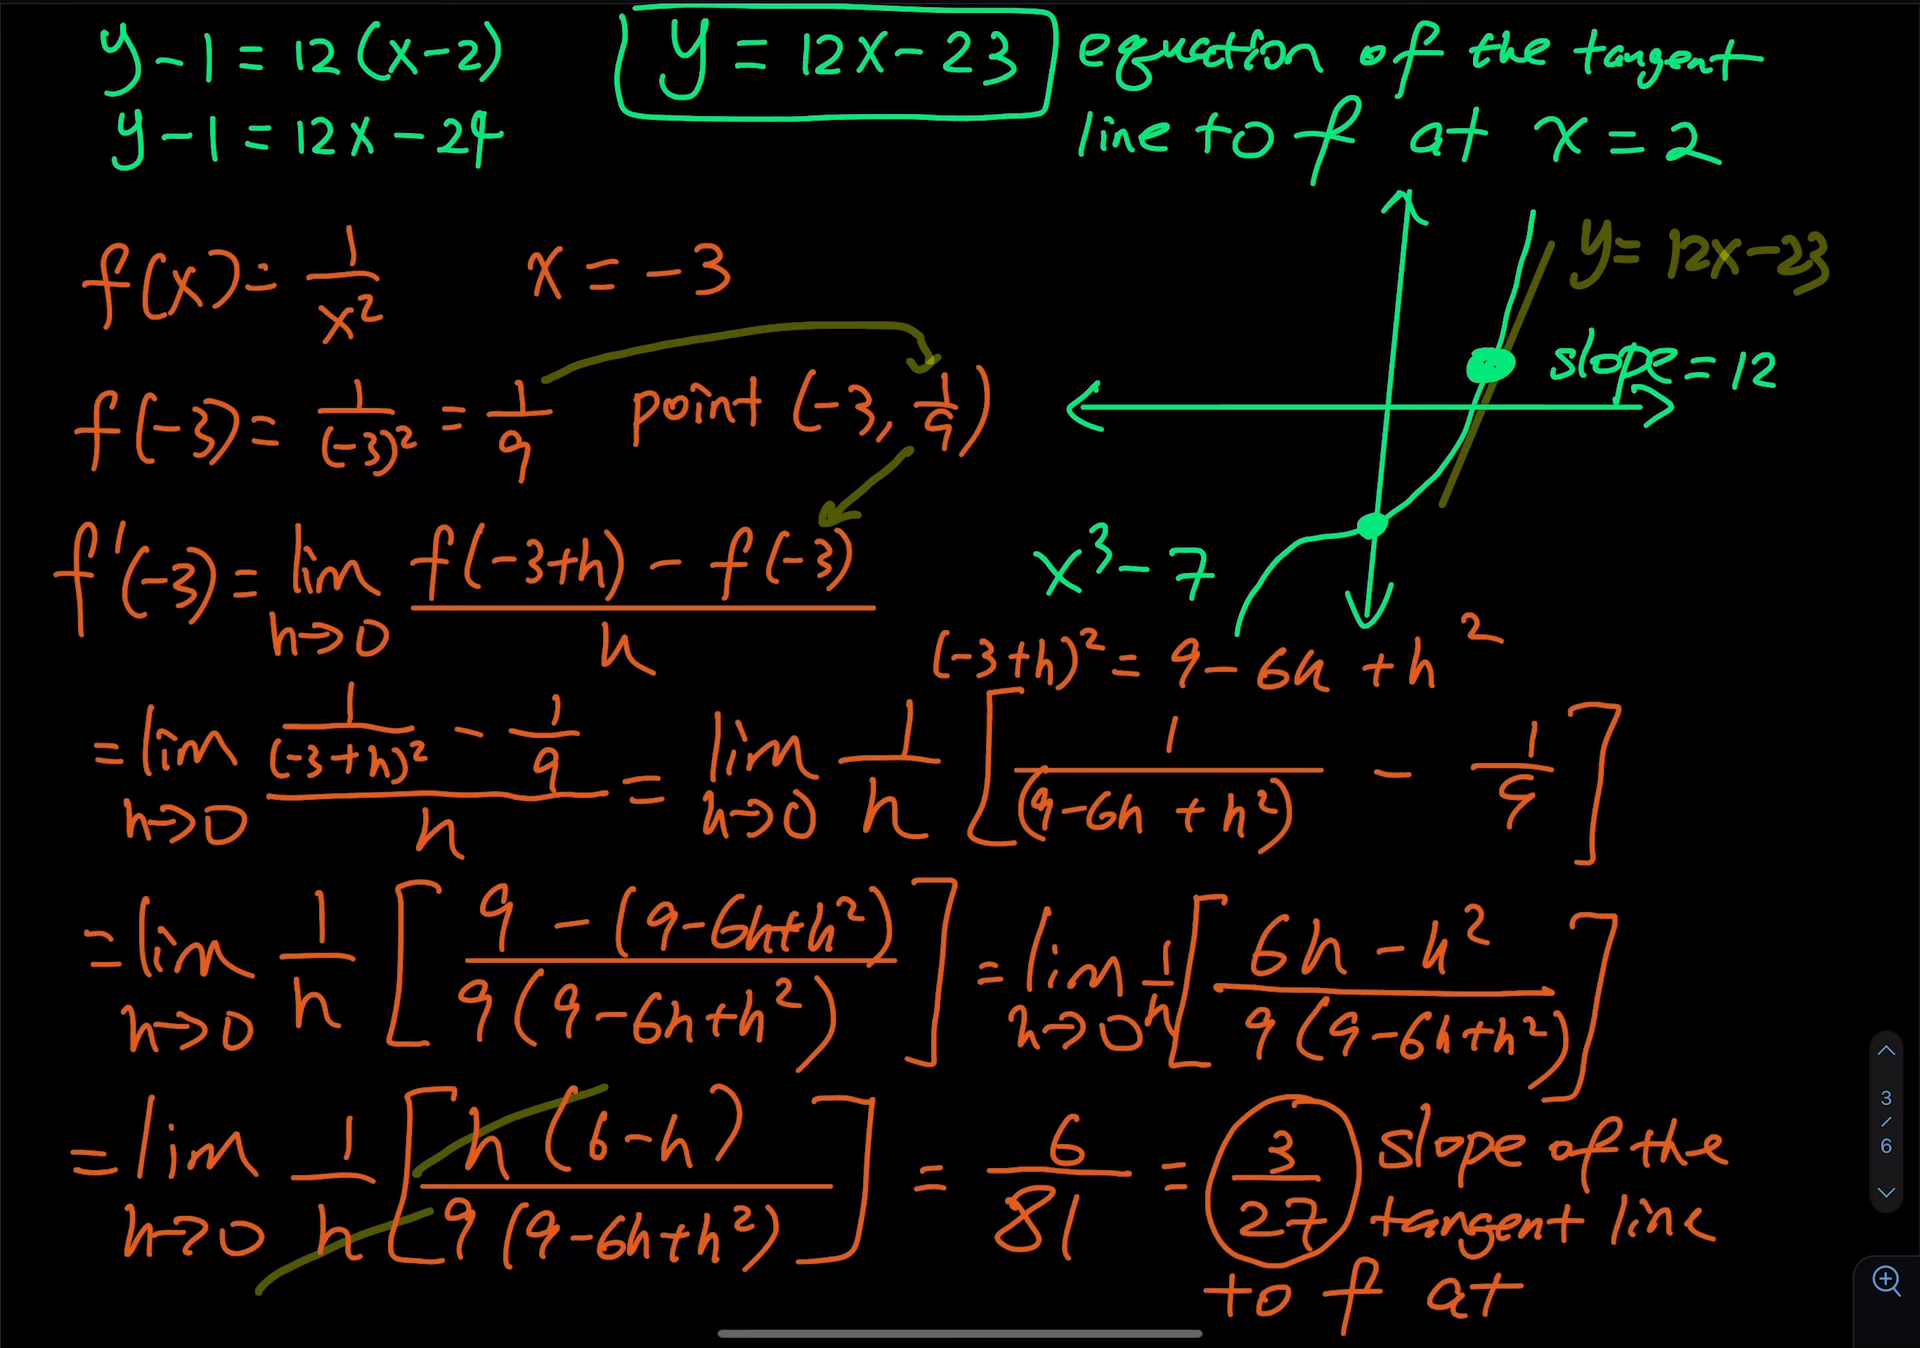 y-1=12(x-2)
y=12x-23
equation of the tangent
y-1=12x-24
line to f at x=2
f(x)=1/x²
x=-3
y=12x-23
slope=12
f(-3)=1/(-3)²=1/9
point (-3, 1/9)
f'(-3)=lim h→0 (f(-3+h)-f(-3))/h
x³-7
(-3+h)²=9-6h+h²
=lim h→0 (1/(-3+h)² - 1/9)/h = lim h→0 1/h [1/(9-6h+h²) - 1/9]
=lim h→0 1/h [(9-(9-6h+h²))/(9(9-6h+h²))] = lim h→0 1/h [(6h-h²)/(9(9-6h+h²))]
=lim h→0 1/h [h(6-h)/(9(9-6h+h²))] = 6/81 = 3/27
slope of the
tangent line
to f at
3
/
6